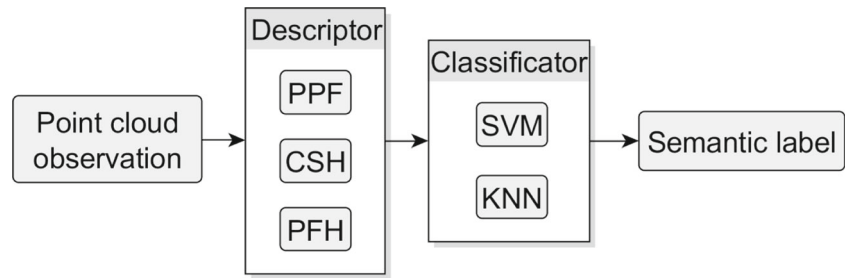 Point cloud
observation
Descriptor
PPF
CSH
PFH
Classificator
SVM
KNN
Semantic label